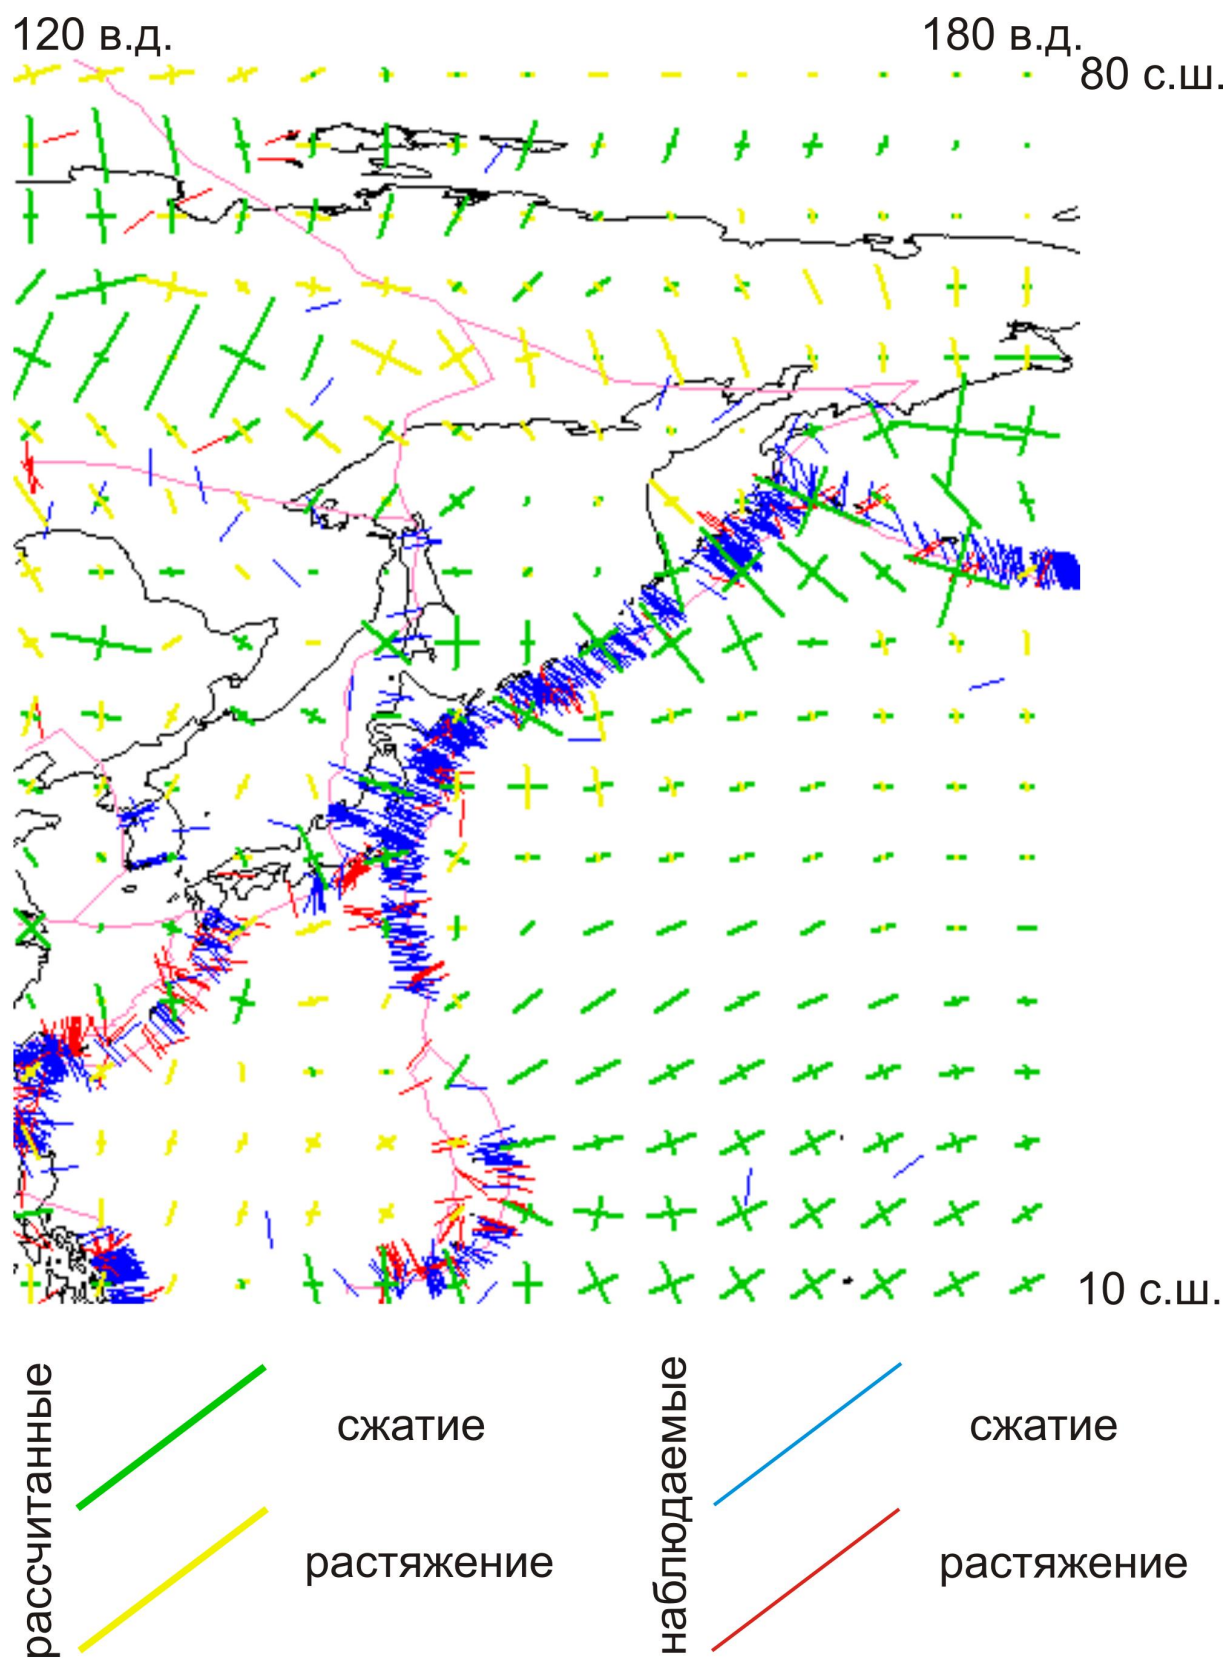 120 в.д.
180 в.д.
80 с.ш.
10 с.ш.
рассчитанные
сжатие
растяжение
наблюдаемые
сжатие
растяжение